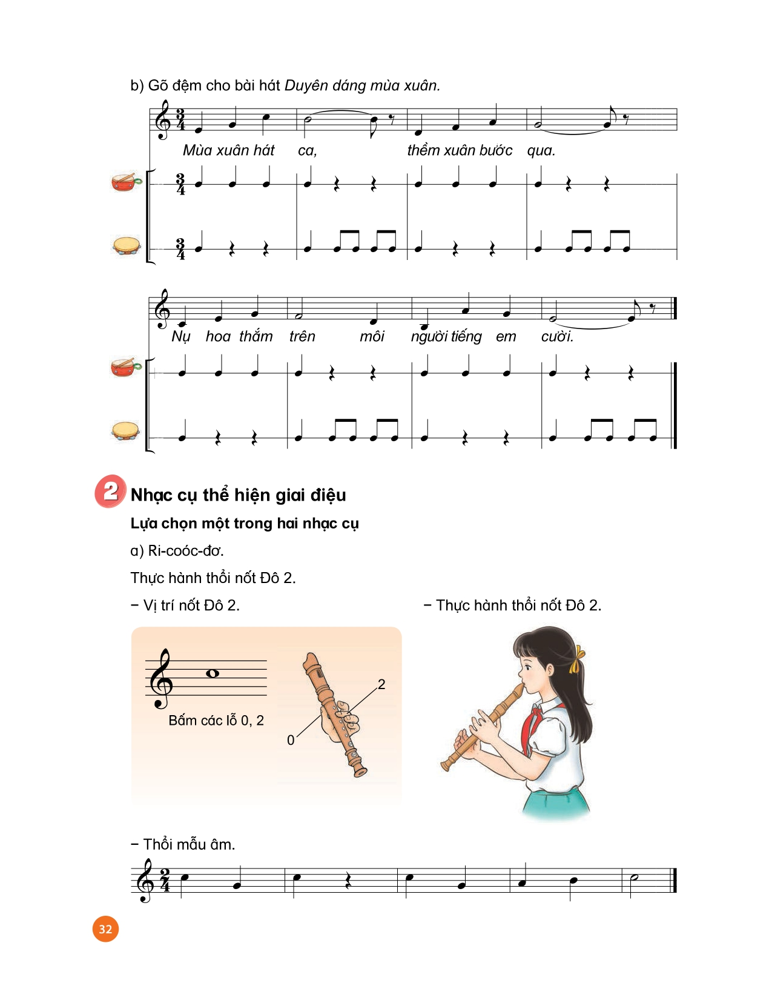 b) Gõ đệm cho bài hát Duyên dáng mùa xuân.
3 4
Mùa xuân hát ca, thềm xuân bước qua.
3 4
3 4
Nụ hoa thắm trên môi người tiếng em cười.
2 Nhạc cụ thể hiện giai điệu
Lựa chọn một trong hai nhạc cụ
a) Ri-coóc-đơ.
Thực hành thổi nốt Đô 2.
– Vị trí nốt Đô 2.
– Thực hành thổi nốt Đô 2.
2
Bấm các lỗ 0, 2
0
– Thổi mẫu âm.
2 4
32